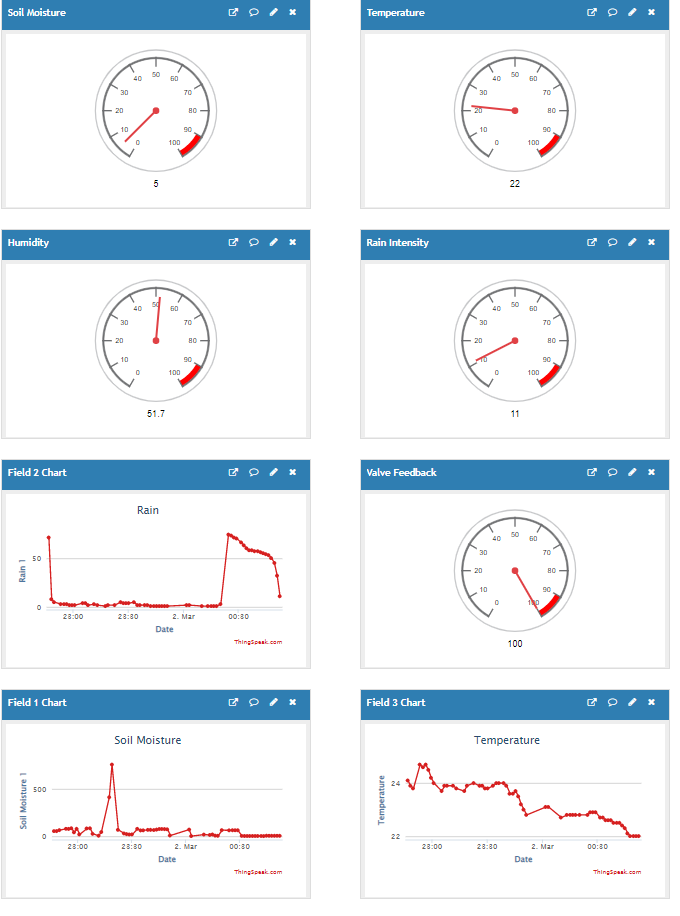 Soil Moisture
50
40 60
30 70
20 80
10 90
0 100
5
Temperature
50
40 60
30 70
20 80
10 90
0 100
22
Humidity
50
40 60
30 70
20 80
10 90
0 100
51.7
Rain Intensity
50
40 60
30 70
20 80
10 90
0 100
11
Field 2 Chart
Rain
Rain 1
50
0
23:00 23:30 2. Mar 00:30
Date
ThingSpeak.com
Valve Feedback
50
40 60
30 70
20 80
10 90
0 100
100
Field 1 Chart
Soil Moisture
Soil Moisture 1
500
0
23:00 23:30 2. Mar 00:30
Date
ThingSpeak.com
Field 3 Chart
Temperature
Temperature
24
22
23:00 23:30 2. Mar 00:30
Date
ThingSpeak.com